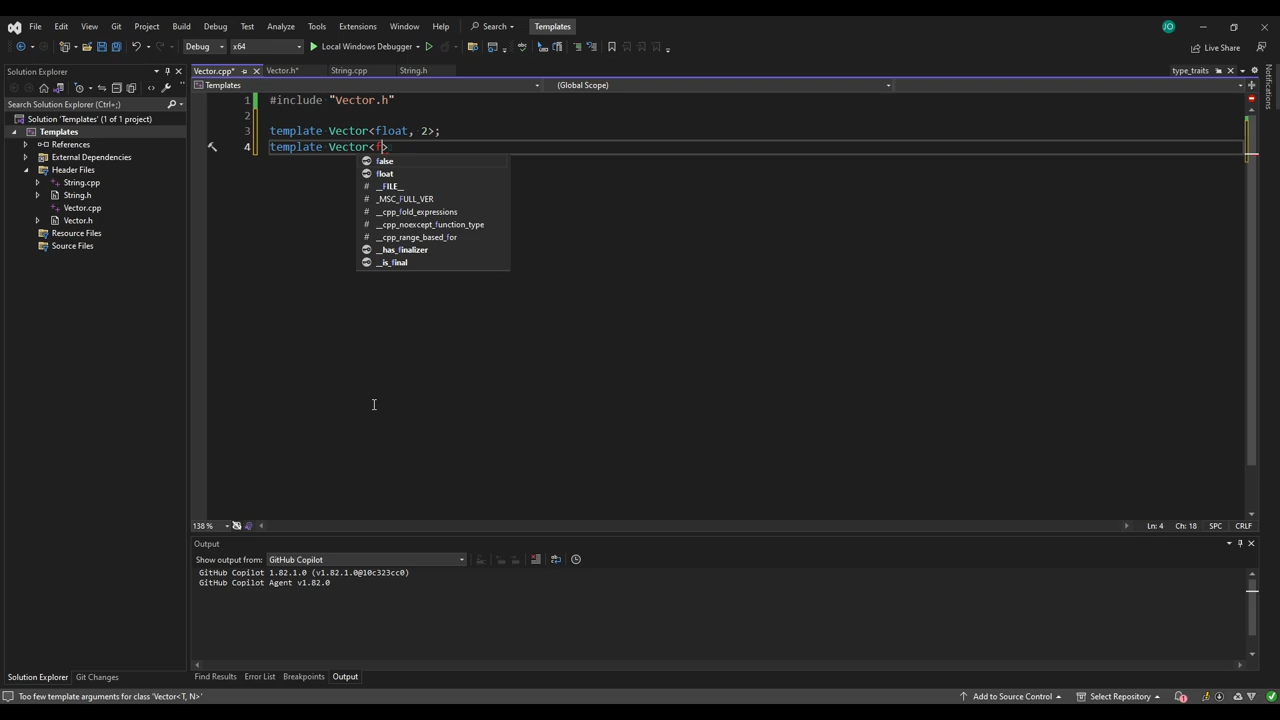 File Edit View Git Project Build Debug Test Analyze Tools Extensions Window Help Search Templates JO
Debug x64 Local Windows Debugger Live Share
Solution Explorer
Search Solution Explorer (Ctrl+;)
Solution 'Templates' (1 of 1 project)
Templates
References
External Dependencies
Header Files
String.cpp
String.h
Vector.cpp
Vector.h
Resource Files
Source Files
Solution Explorer Git Changes
Vector.cpp* Vector.h* String.cpp String.h type_traits
Templates (Global Scope)
1 #include "Vector.h"
2
3 template Vector<float, 2>;
4 template Vector<f>
false
float
# __FILE__
# _MSC_FULL_VER
# __cpp_fold_expressions
# __cpp_noexcept_function_type
# __cpp_range_based_for
__has_finalizer
__is_final
138 % Ln: 4 Ch: 18 SPC CRLF
Output
Show output from: GitHub Copilot
GitHub Copilot 1.82.1.0 (v1.82.1.0@10c323cc0)
GitHub Copilot Agent v1.82.0
Find Results Error List Breakpoints Output
Notifications
Too few template arguments for class 'Vector<T, N>' Add to Source Control Select Repository 1